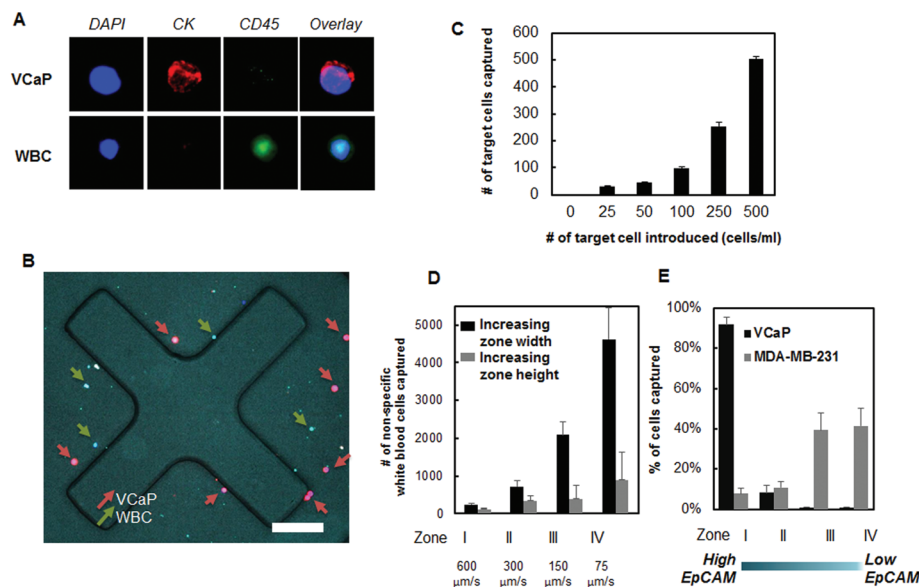 A
DAPI CK CD45 Overlay
VCaP
WBC
B
VCaP
WBC
C
# of target cells captured
600
500
400
300
200
100
0
0 25 50 100 250 500
# of target cell introduced (cells/ml)
D
# of non-specific
white blood cells captured
5000
4000
3000
2000
1000
0
Increasing
zone width
Increasing
zone height
Zone I II III IV
600 300 150 75
μm/s μm/s μm/s μm/s
E
% of cells captured
100%
80%
60%
40%
20%
0%
VCaP
MDA-MB-231
Zone I II III IV
High
EpCAM
Low
EpCAM